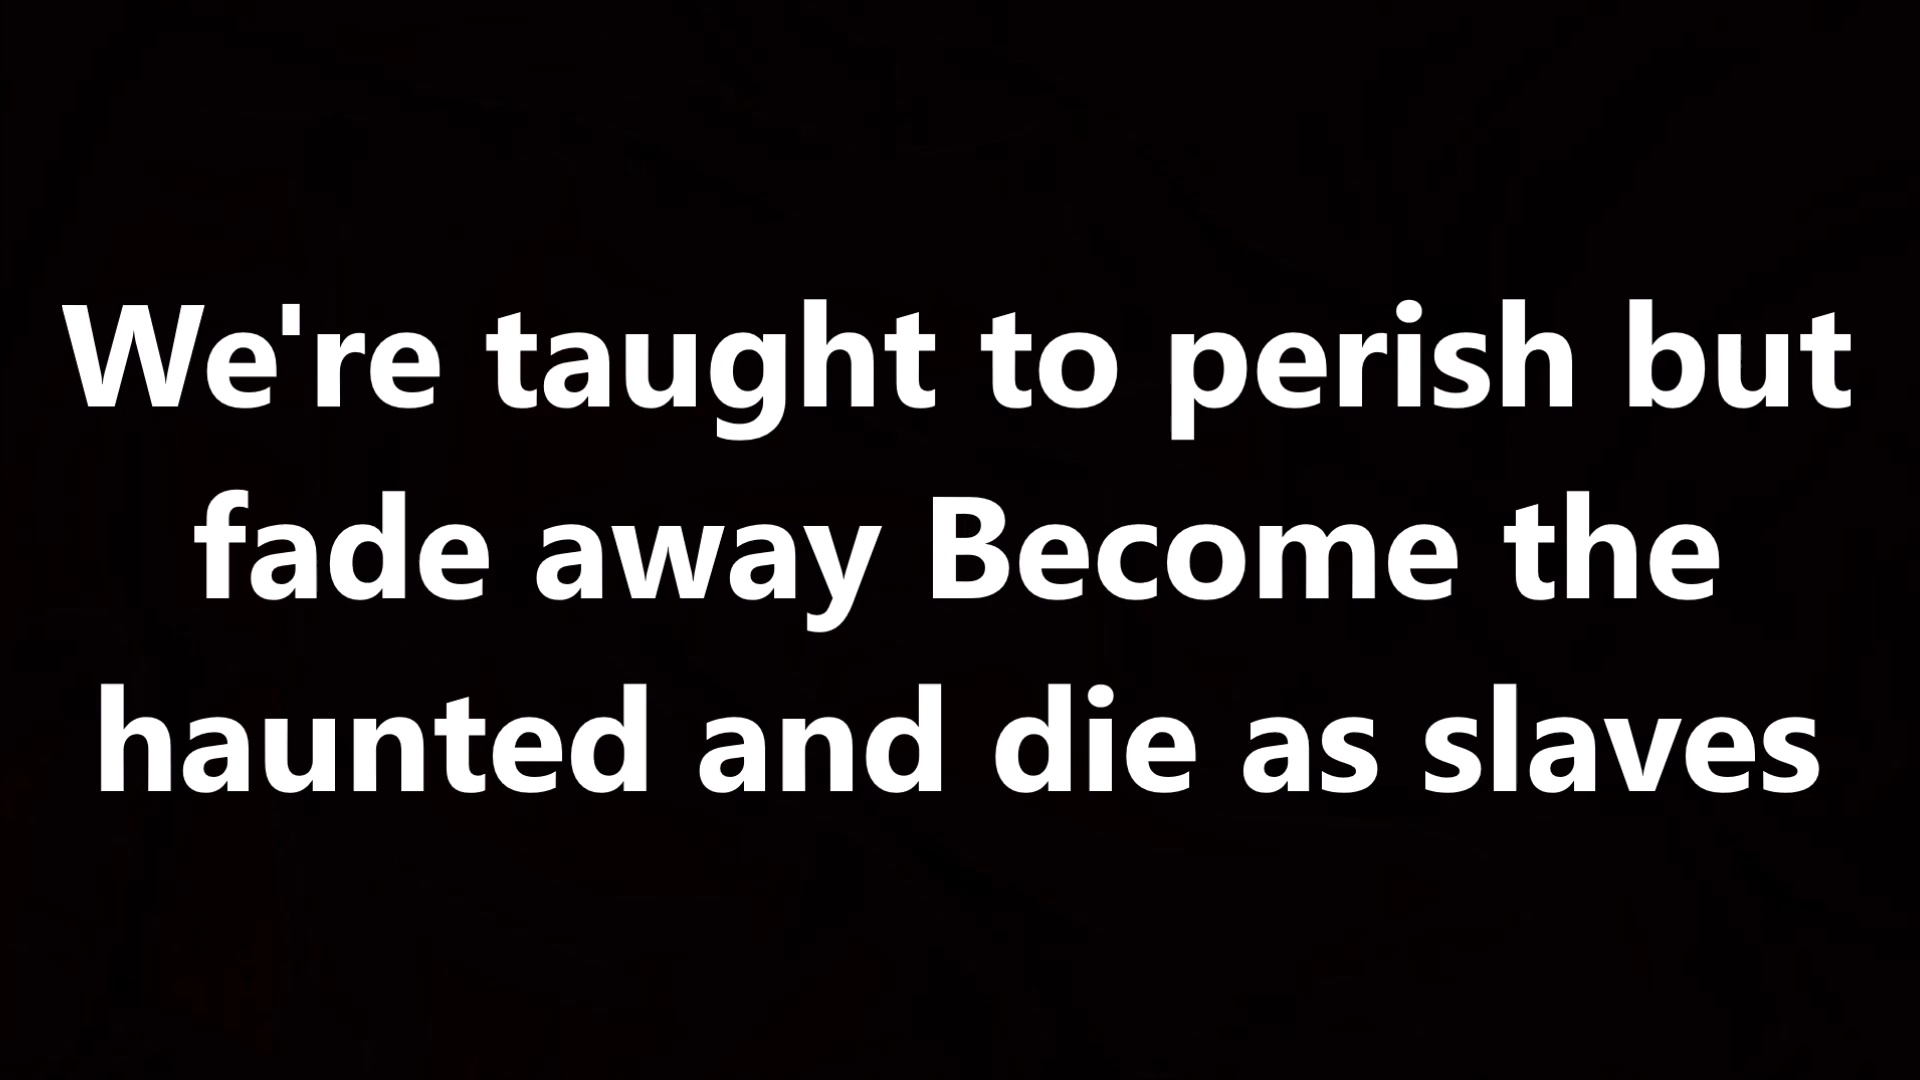 We're taught to perish but
fade away Become the
haunted and die as slaves